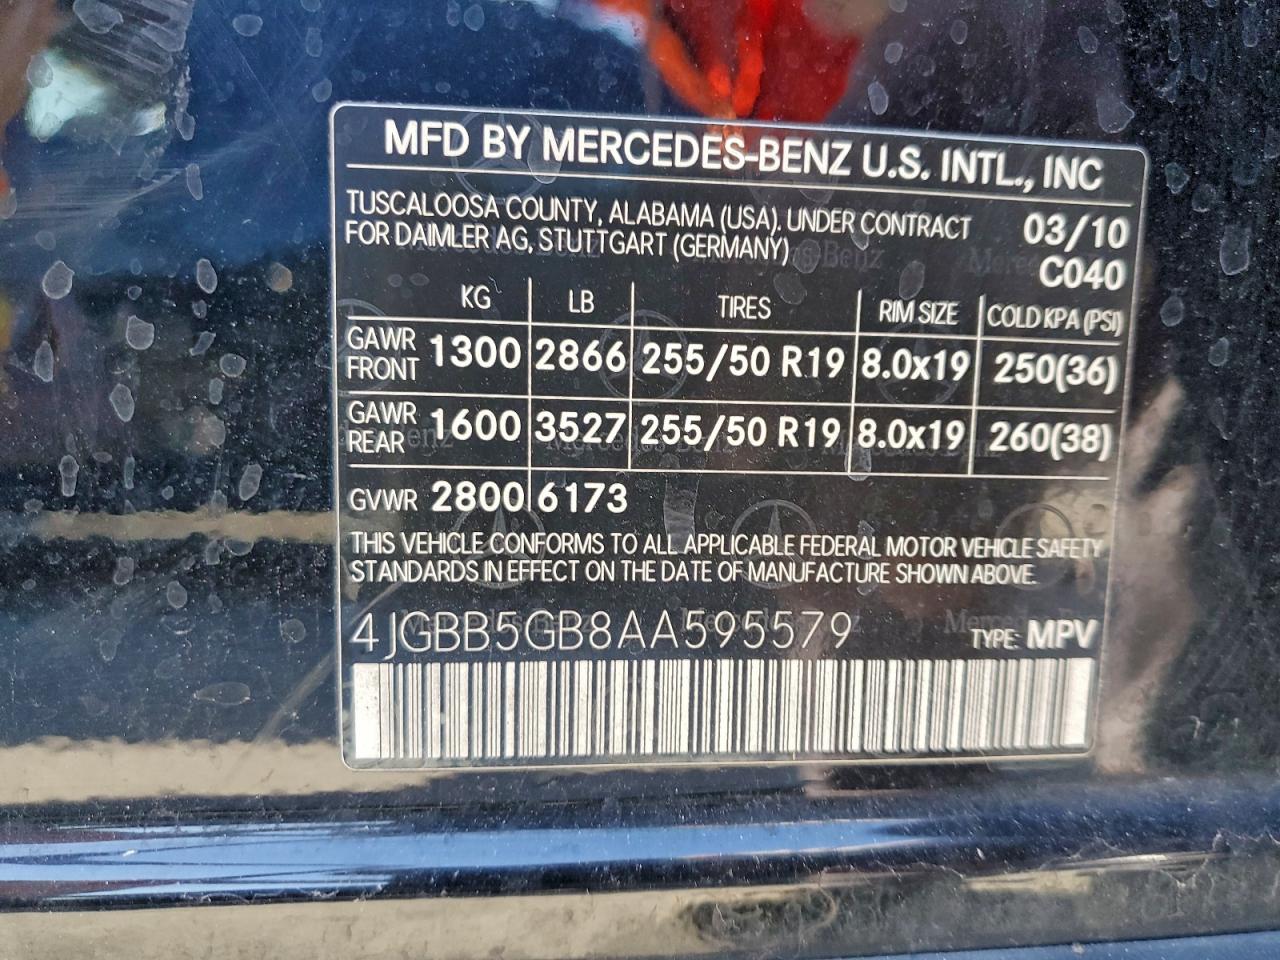 MFD BY MERCEDES-BENZ U.S. INTL., INC
TUSCALOOSA COUNTY, ALABAMA (USA). UNDER CONTRACT 03/10
FOR DAIMLER AG, STUTTGART (GERMANY) C040
KG LB TIRES RIM SIZE COLD KPA (PSI)
GAWR FRONT 1300 2866 255/50 R19 8.0x19 250(36)
GAWR REAR 1600 3527 255/50 R19 8.0x19 260(38)
GVWR 2800 6173
THIS VEHICLE CONFORMS TO ALL APPLICABLE FEDERAL MOTOR VEHICLE SAFETY
STANDARDS IN EFFECT ON THE DATE OF MANUFACTURE SHOWN ABOVE.
4JGBB5GB8AA595579 TYPE: MPV